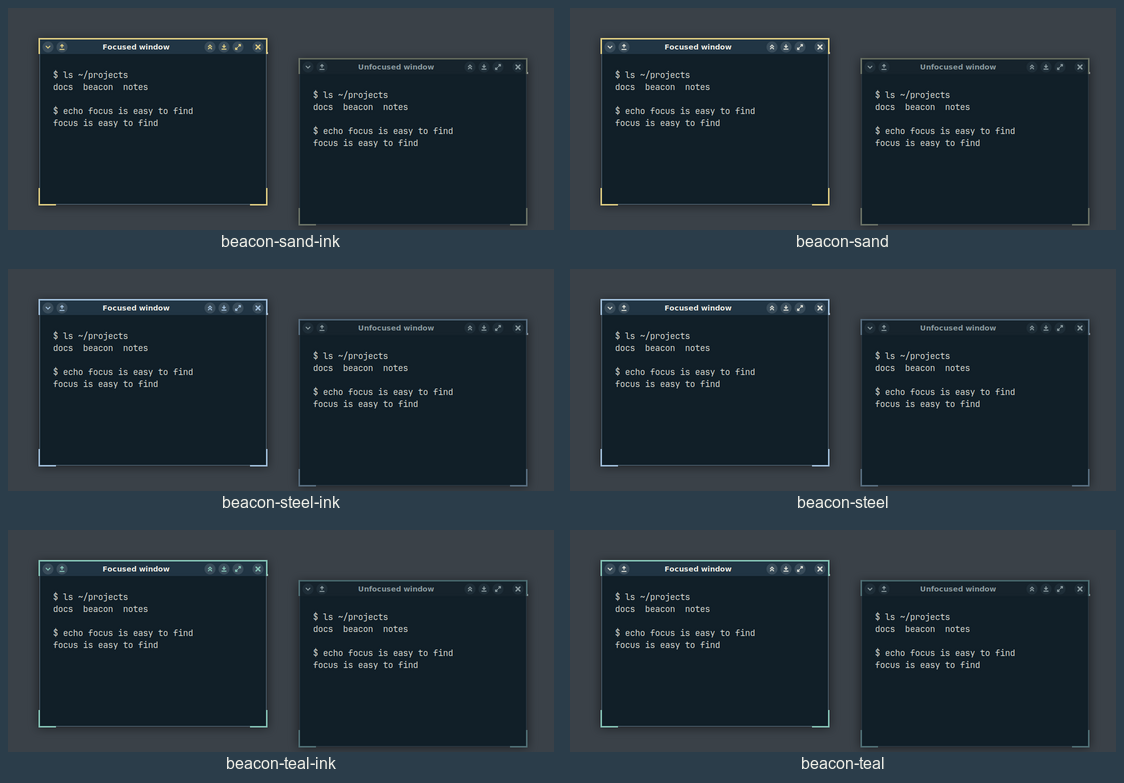 Focused window
$ ls ~/projects
docs  beacon  notes
$ echo focus is easy to find
focus is easy to find
Unfocused window
$ ls ~/projects
docs  beacon  notes
$ echo focus is easy to find
focus is easy to find
beacon-sand-ink
Focused window
$ ls ~/projects
docs  beacon  notes
$ echo focus is easy to find
focus is easy to find
Unfocused window
$ ls ~/projects
docs  beacon  notes
$ echo focus is easy to find
focus is easy to find
beacon-sand
Focused window
$ ls ~/projects
docs  beacon  notes
$ echo focus is easy to find
focus is easy to find
Unfocused window
$ ls ~/projects
docs  beacon  notes
$ echo focus is easy to find
focus is easy to find
beacon-steel-ink
Focused window
$ ls ~/projects
docs  beacon  notes
$ echo focus is easy to find
focus is easy to find
Unfocused window
$ ls ~/projects
docs  beacon  notes
$ echo focus is easy to find
focus is easy to find
beacon-steel
Focused window
$ ls ~/projects
docs  beacon  notes
$ echo focus is easy to find
focus is easy to find
Unfocused window
$ ls ~/projects
docs  beacon  notes
$ echo focus is easy to find
focus is easy to find
beacon-teal-ink
Focused window
$ ls ~/projects
docs  beacon  notes
$ echo focus is easy to find
focus is easy to find
Unfocused window
$ ls ~/projects
docs  beacon  notes
$ echo focus is easy to find
focus is easy to find
beacon-teal